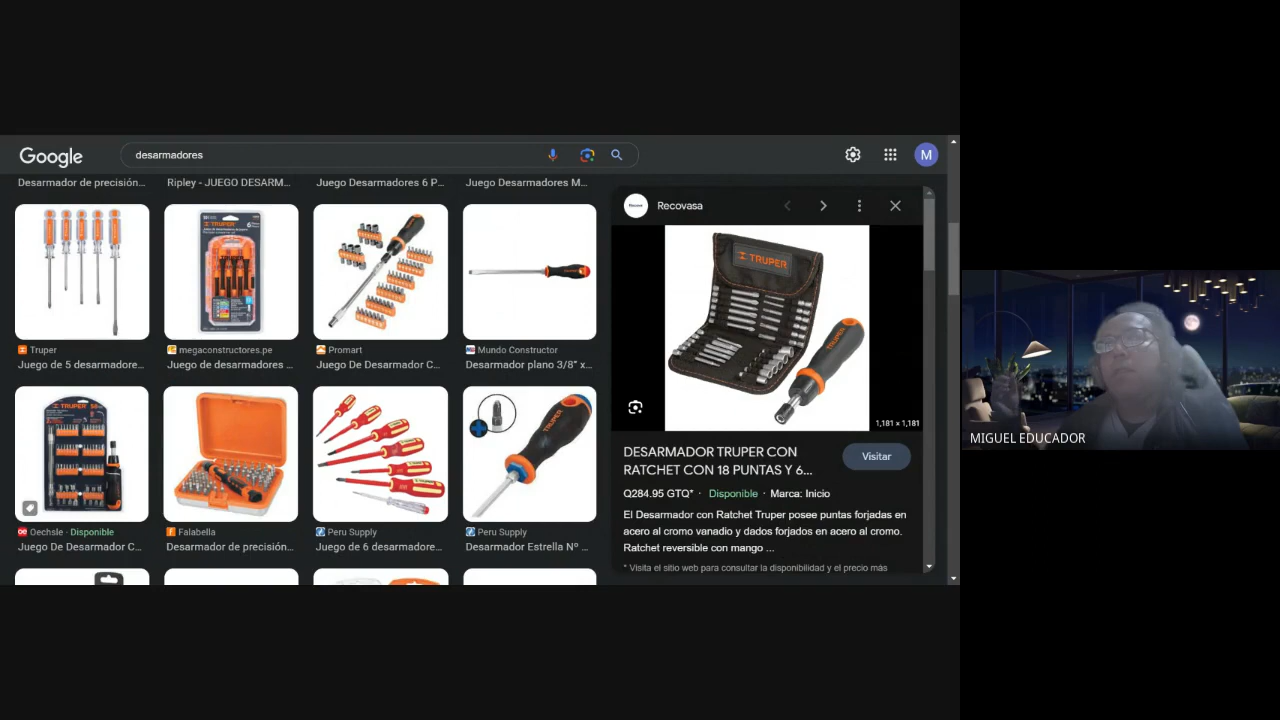 Google
desarmadores
M
Desarmador de precisión...
Ripley - JUEGO DESARM...
Juego Desarmadores 6 P...
Juego Desarmadores M...
Truper
Juego de 5 desarmadore...
TRUPER
megaconstructores.pe
Juego de desarmadores ...
Promart
Juego De Desarmador C...
Mundo Constructor
Desarmador plano 3/8" x...
TRUPER
Oechsle · Disponible
Juego De Desarmador C...
Falabella
Desarmador de precisión...
Peru Supply
Juego de 6 desarmadore...
TRUPER
Peru Supply
Desarmador Estrella Nº ...
Recovasa
TRUPER
TRUPER
1,181 × 1,181
DESARMADOR TRUPER CON
RATCHET CON 18 PUNTAS Y 6...
Visitar
Q284.95 GTQ* · Disponible · Marca: Inicio
El Desarmador con Ratchet Truper posee puntas forjadas en
acero al cromo vanadio y dados forjados en acero al cromo.
Ratchet reversible con mango ...
* Visita el sitio web para consultar la disponibilidad y el precio más
MIGUEL EDUCADOR